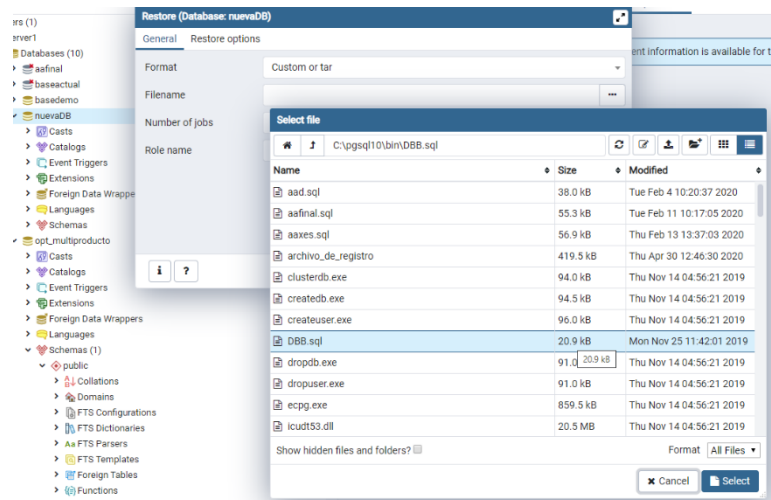 ers (1)
erver1
Databases (10)
aafinal
baseactual
basedemo
nuevaDB
Casts
Catalogs
Event Triggers
Extensions
Foreign Data Wrappe
Languages
Schemas
opt_multiproducto
Casts
Catalogs
Event Triggers
Extensions
Foreign Data Wrappers
Languages
Schemas (1)
public
Collations
Domains
FTS Configurations
FTS Dictionaries
Aa FTS Parsers
FTS Templates
Foreign Tables
Functions
Restore (Database: nuevaDB)
General Restore options
Format Custom or tar
Filename
Number of jobs
Role name
i ?
ent information is available for t
Select file
C:\pgsql10\bin\DBB.sql
Name Size Modified
aad.sql 38.0 kB Tue Feb 4 10:20:37 2020
aafinal.sql 55.3 kB Tue Feb 11 10:17:05 2020
aaxes.sql 56.9 kB Thu Feb 13 13:37:03 2020
archivo_de_registro 419.5 kB Thu Apr 30 12:46:30 2020
clusterdb.exe 94.0 kB Thu Nov 14 04:56:21 2019
createdb.exe 94.5 kB Thu Nov 14 04:56:21 2019
createuser.exe 96.0 kB Thu Nov 14 04:56:21 2019
DBB.sql 20.9 kB Mon Nov 25 11:42:01 2019
dropdb.exe 91.0 20.9 kB Thu Nov 14 04:56:21 2019
dropuser.exe 91.0 kB Thu Nov 14 04:56:21 2019
ecpg.exe 859.5 kB Thu Nov 14 04:56:21 2019
icudt53.dll 20.5 MB Thu Nov 14 04:56:21 2019
Show hidden files and folders? Format All Files
Cancel Select